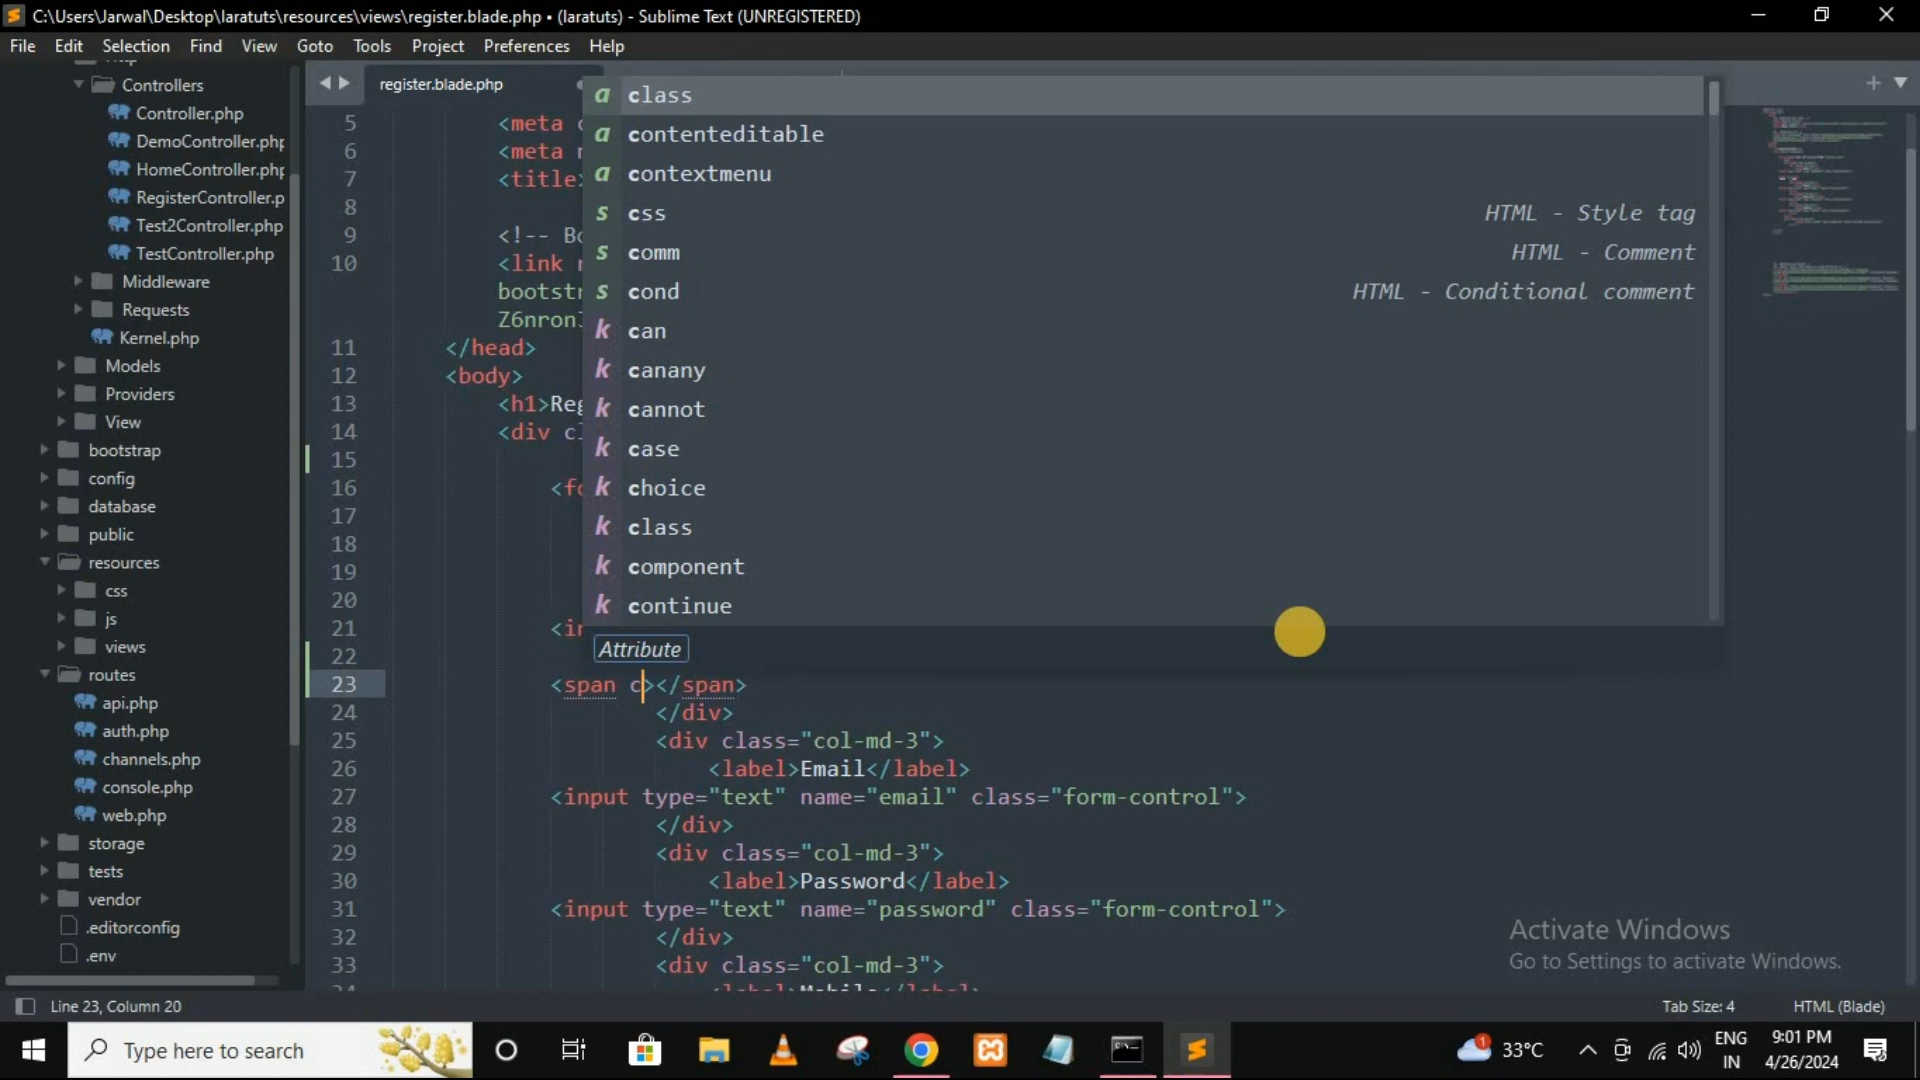 C:\Users\Jarwal\Desktop\laratuts\resources\views\register.blade.php • (laratuts) - Sublime Text (UNREGISTERED)
File Edit Selection Find View Goto Tools Project Preferences Help
Controllers
Controller.php
DemoController.php
HomeController.php
RegisterController.p
Test2Controller.php
TestController.php
Middleware
Requests
Kernel.php
Models
Providers
View
bootstrap
config
database
public
resources
css
js
views
routes
api.php
auth.php
channels.php
console.php
web.php
storage
tests
vendor
.editorconfig
.env
register.blade.php
5 <meta c
6 <meta n
7 <title>
8
9 <!-- Bo
10 <link r
bootstr
Z6nronJ
11 </head>
12 <body>
13 <h1>Reg
14 <div cl
15
16 <fo
17
18
19
20
21 <in
22
23 <span c></span>
24 </div>
25 <div class="col-md-3">
26 <label>Email</label>
27 <input type="text" name="email" class="form-control">
28 </div>
29 <div class="col-md-3">
30 <label>Password</label>
31 <input type="text" name="password" class="form-control">
32 </div>
33 <div class="col-md-3">
34 <label>Mobile</label>
a class
a contenteditable
a contextmenu
s css HTML - Style tag
s comm HTML - Comment
s cond HTML - Conditional comment
k can
k canany
k cannot
k case
k choice
k class
k component
k continue
Attribute
Activate Windows
Go to Settings to activate Windows.
Line 23, Column 20
Tab Size: 4
HTML (Blade)
Type here to search
1
33°C
ENG
IN
9:01 PM
4/26/2024